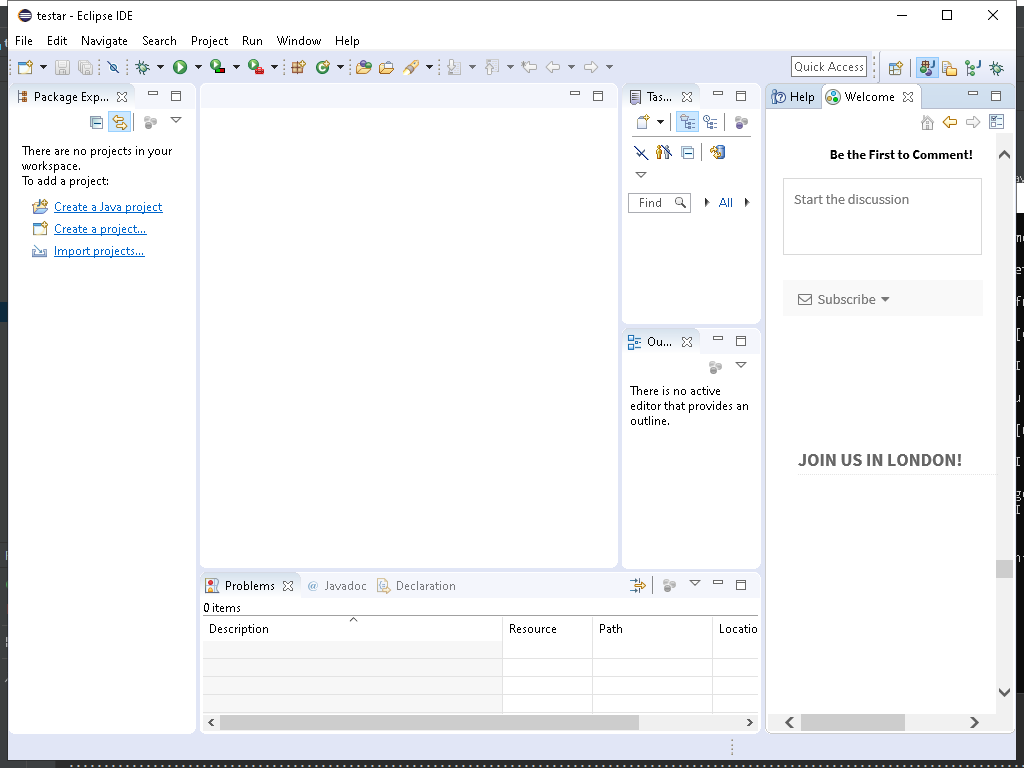 testar - Eclipse IDE
File Edit Navigate Search Project Run Window Help
Quick Access
Package Exp...
There are no projects in your
workspace.
To add a project:
Create a Java project
Create a project...
Import projects...
Tas...
Find
All
Ou...
There is no active
editor that provides an
outline.
Help
Welcome
Be the First to Comment!
Start the discussion
Subscribe
JOIN US IN LONDON!
Problems
@ Javadoc
Declaration
0 items
Description Resource Path Locatio